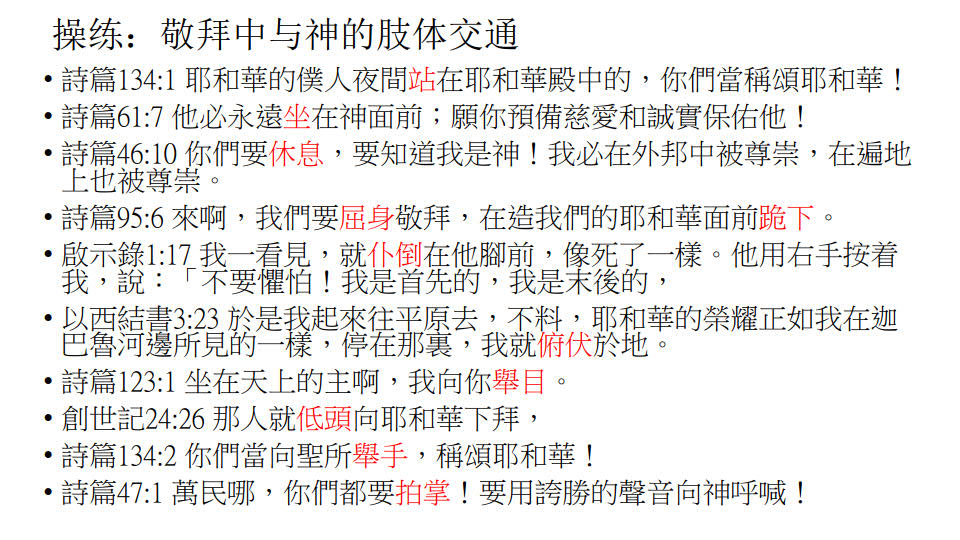 操练：敬拜中与神的肢体交通
• 詩篇134:1 耶和華的僕人夜間站在耶和華殿中的，你們當稱頌耶和華！
• 詩篇61:7 他必永遠坐在神面前；願你預備慈愛和誠實保佑他！
• 詩篇46:10 你們要休息，要知道我是神！我必在外邦中被尊崇，在遍地
上也被尊崇。
• 詩篇95:6 來啊，我們要屈身敬拜，在造我們的耶和華面前跪下。
• 啟示錄1:17 我一看見，就仆倒在他腳前，像死了一樣。他用右手按着
我，說：「不要懼怕！我是首先的，我是末後的，
• 以西結書3:23 於是我起來往平原去，不料，耶和華的榮耀正如我在迦
巴魯河邊所見的一樣，停在那裏，我就俯伏於地。
• 詩篇123:1 坐在天上的主啊，我向你舉目。
• 創世記24:26 那人就低頭向耶和華下拜，
• 詩篇134:2 你們當向聖所舉手，稱頌耶和華！
• 詩篇47:1 萬民哪，你們都要拍掌！要用誇勝的聲音向神呼喊！